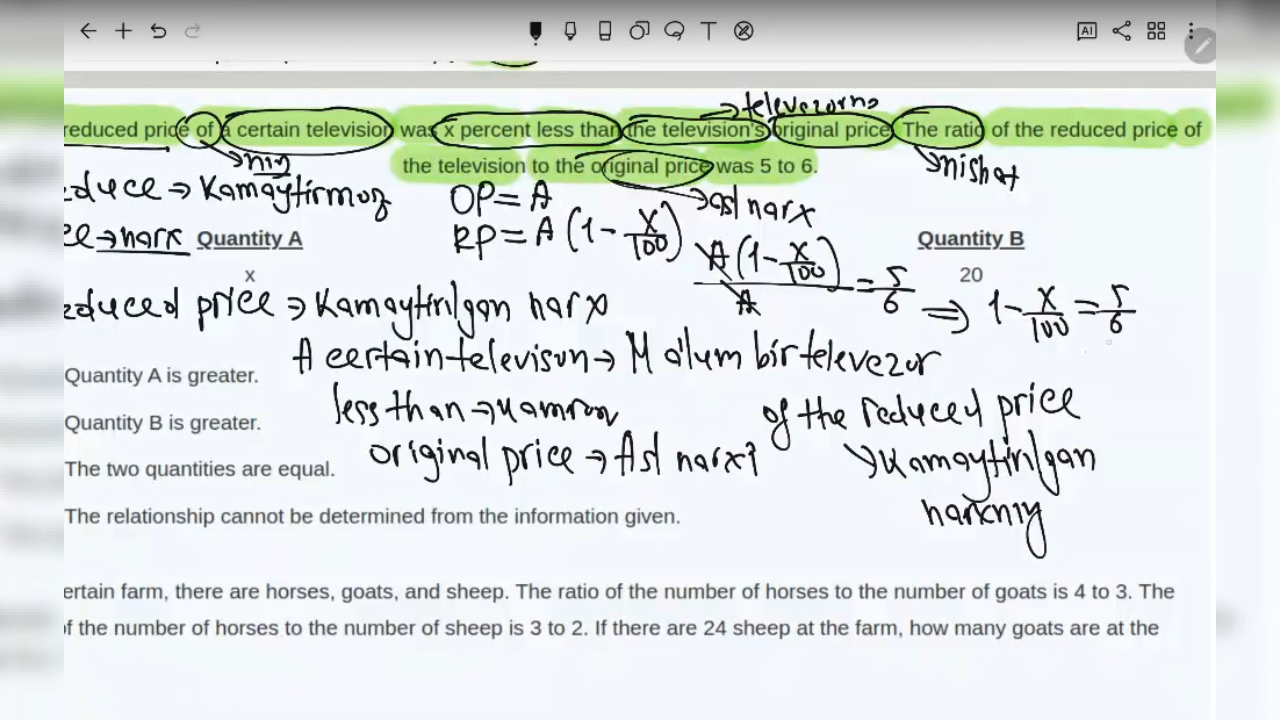 reduced price of a certain television was x percent less than the television's original price. The ratio of the reduced price of
the television to the original price was 5 to 6.
→televezorning
→ning
→nisbat
educe → Kamaytirmoq
OP = A
→asl narx
ce → narx
RP = A (1 - x/100)
Quantity A
Quantity B
x
20
A (1 - x/100) / A = 5/6 ⇒ 1 - x/100 = 5/6
educed price → Kamaytirilgan narx
A certain televison → Ma'lum bir televezor
Quantity A is greater.
less than →
of the reduced price
Quantity B is greater.
original price → Asl narxi
→ Kamaytirilgan
The two quantities are equal.
The relationship cannot be determined from the information given.
ertain farm, there are horses, goats, and sheep. The ratio of the number of horses to the number of goats is 4 to 3. The
of the number of horses to the number of sheep is 3 to 2. If there are 24 sheep at the farm, how many goats are at the